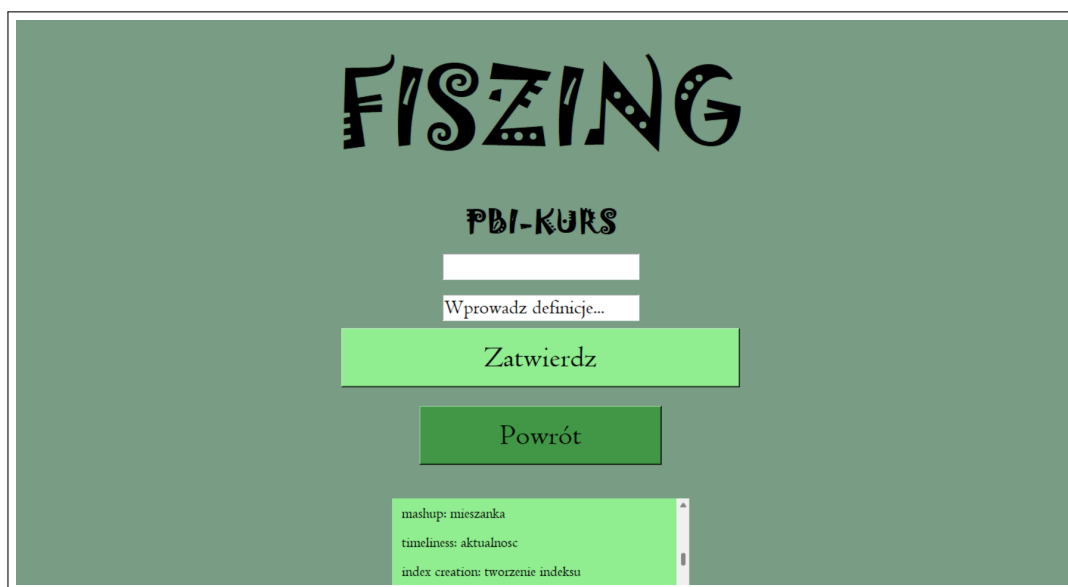 FISZING
PBI-KURS
Wprowadz definicje...
Zatwierdz
Powrót
mashup: mieszanka
timeliness: aktualnosc
index creation: tworzenie indeksu